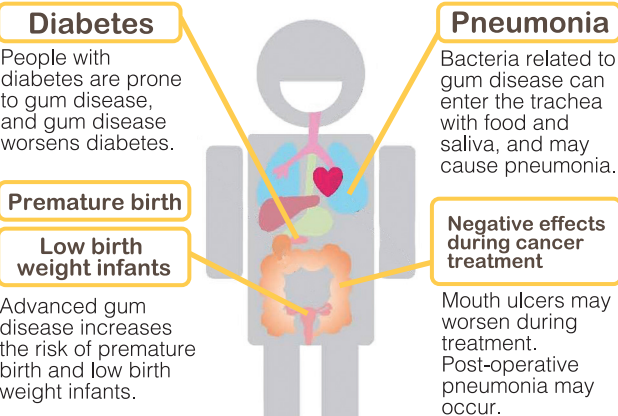 Diabetes
People with
diabetes are prone
to gum disease,
and gum disease
worsens diabetes.
Premature birth
Low birth
weight infants
Advanced gum
disease increases
the risk of premature
birth and low birth
weight infants.
Pneumonia
Bacteria related to
gum disease can
enter the trachea
with food and
saliva, and may
cause pneumonia.
Negative effects
during cancer
treatment
Mouth ulcers may
worsen during
treatment.
Post-operative
pneumonia may
occur.